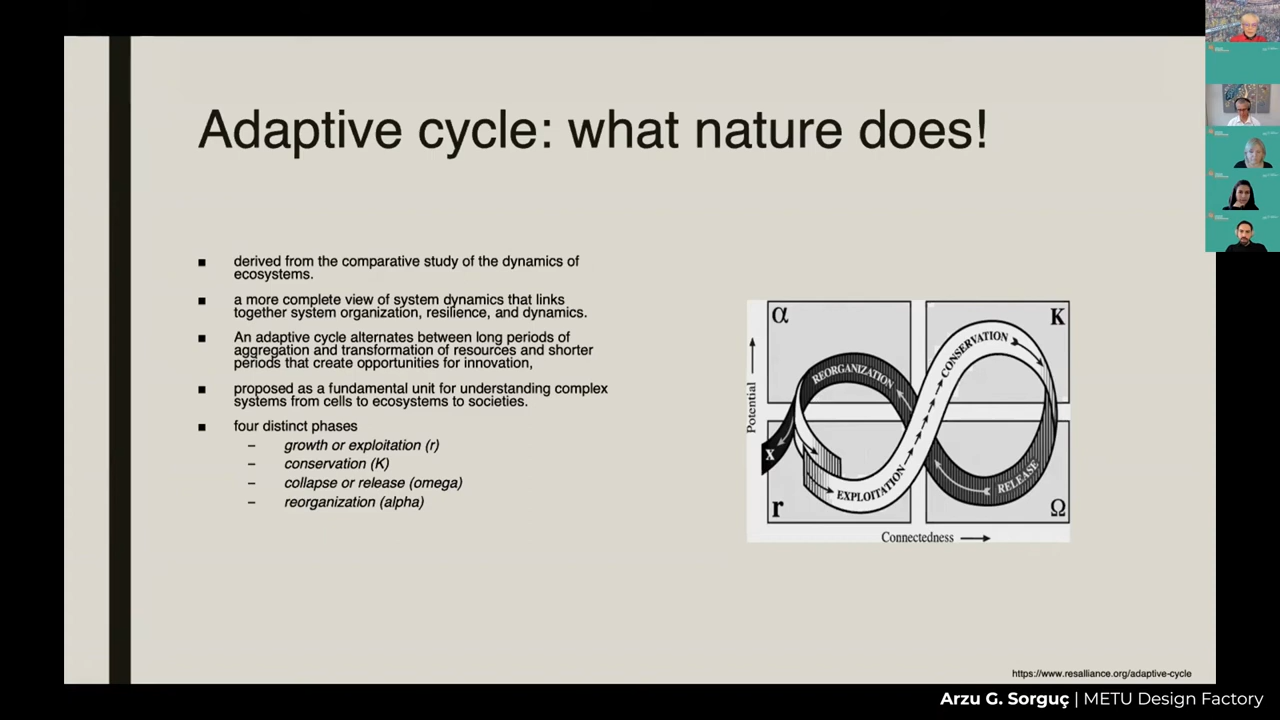 Adaptive cycle: what nature does!
derived from the comparative study of the dynamics of
ecosystems.
a more complete view of system dynamics that links
together system organization, resilience, and dynamics.
An adaptive cycle alternates between long periods of
aggregation and transformation of resources and shorter
periods that create opportunities for innovation,
proposed as a fundamental unit for understanding complex
systems from cells to ecosystems to societies.
four distinct phases
– growth or exploitation (r)
– conservation (K)
– collapse or release (omega)
– reorganization (alpha)
α
K
REORGANIZATION
CONSERVATION
Potential
x
EXPLOITATION
RELEASE
r
Ω
Connectedness
https://www.resalliance.org/adaptive-cycle
Arzu G. Sorguç | METU Design Factory